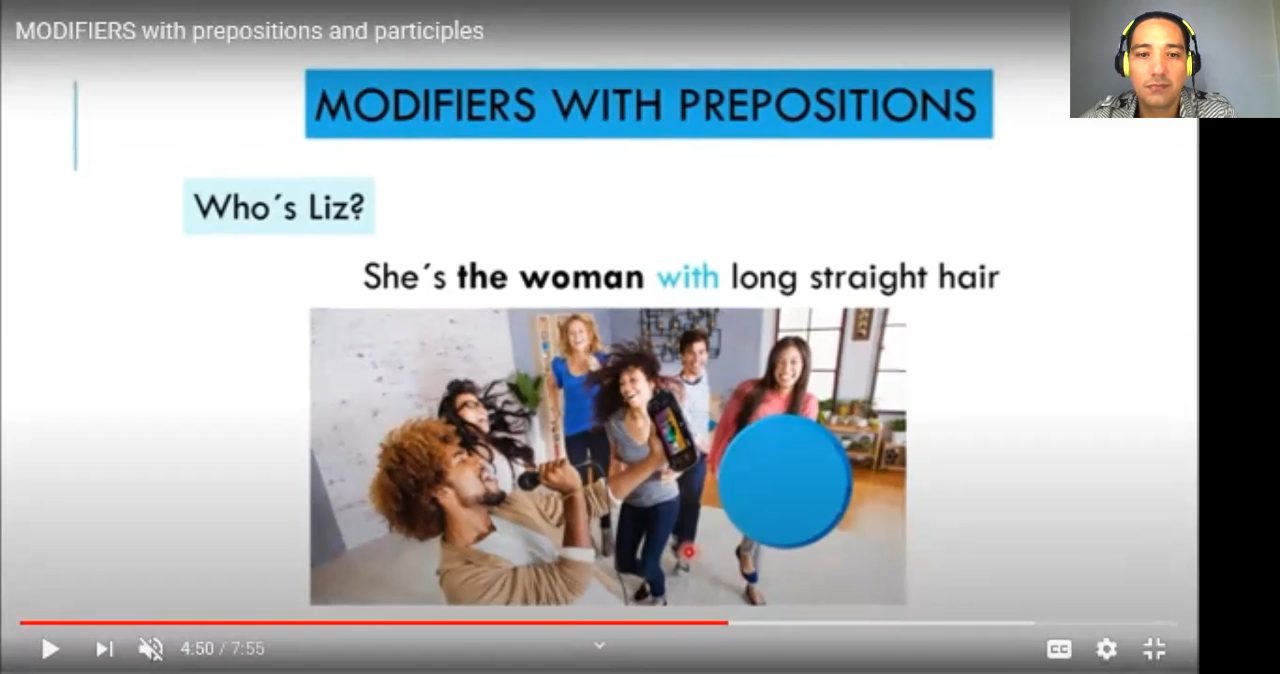 MODIFIERS with prepositions and participles
MODIFIERS WITH PREPOSITIONS
Who´s Liz?
She´s the woman with long straight hair
4:50 / 7:55
CC